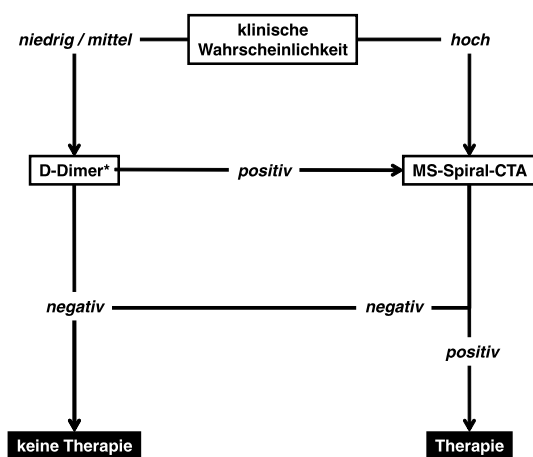 klinische
Wahrscheinlichkeit
niedrig / mittel
hoch
D-Dimer*
positiv
MS-Spiral-CTA
negativ
negativ
positiv
keine Therapie
Therapie